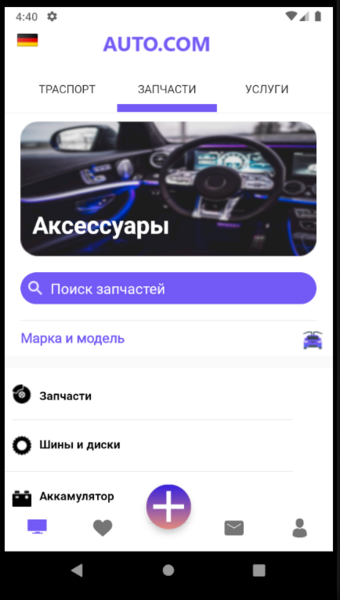 4:40
AUTO.COM
ТРАСПОРТ ЗАПЧАСТИ УСЛУГИ
Аксессуары
Поиск запчастей
Марка и модель
Запчасти
Шины и диски
Аккамулятор